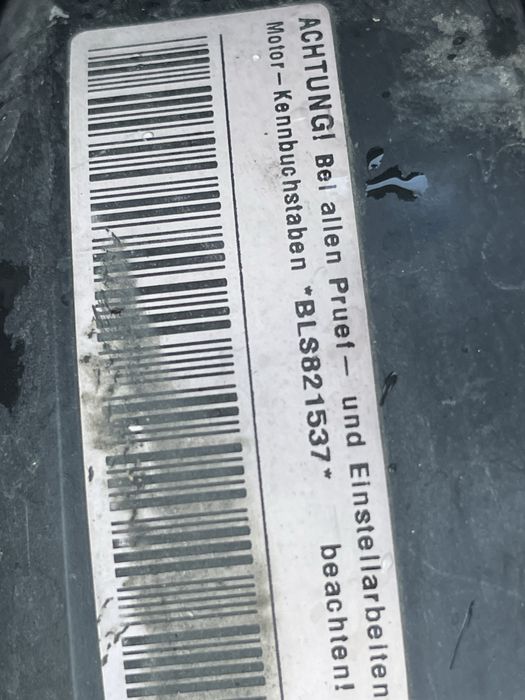 ACHTUNG! Bei allen Pruef- und Einstellarbeiten
Motor-Kennbuchstaben *BLS821537* beachten!